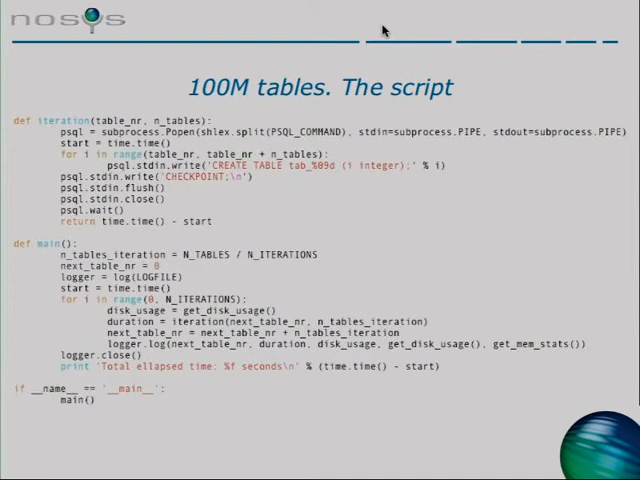 nosys
100M tables. The script
def iteration(table_nr, n_tables):
psql = subprocess.Popen(shlex.split(PSQL_COMMAND), stdin=subprocess.PIPE, stdout=subprocess.PIPE)
start = time.time()
for i in range(table_nr, table_nr + n_tables):
psql.stdin.write('CREATE TABLE tab_%09d (i integer);' % i)
psql.stdin.write('CHECKPOINT;\n')
psql.stdin.flush()
psql.stdin.close()
psql.wait()
return time.time() - start
def main():
n_tables_iteration = N_TABLES / N_ITERATIONS
next_table_nr = 0
logger = log(LOGFILE)
start = time.time()
for i in range(0, N_ITERATIONS):
disk_usage = get_disk_usage()
duration = iteration(next_table_nr, n_tables_iteration)
next_table_nr = next_table_nr + n_tables_iteration
logger.log(next_table_nr, duration, disk_usage, get_disk_usage(), get_mem_stats())
logger.close()
print 'Total ellapsed time: %f seconds\n' % (time.time() - start)
if __name__ == '__main__':
main()